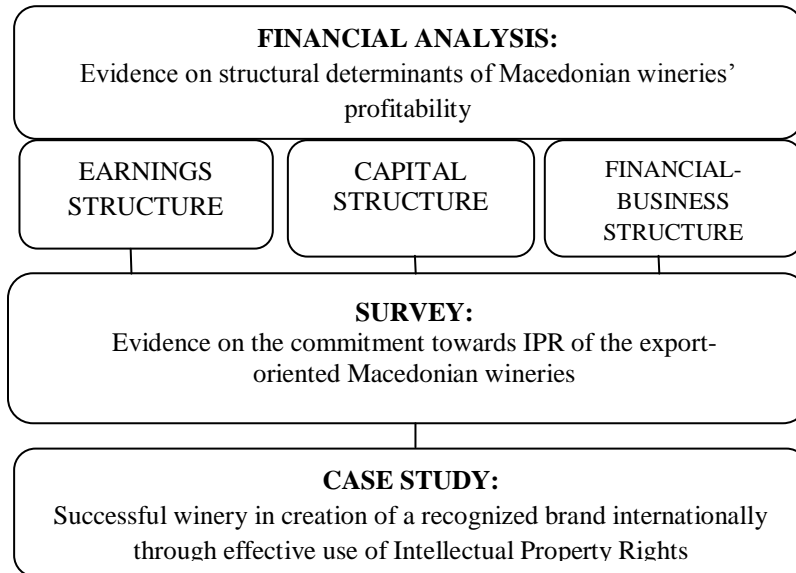 FINANCIAL ANALYSIS:
Evidence on structural determinants of Macedonian wineries’
profitability
EARNINGS
STRUCTURE
CAPITAL
STRUCTURE
FINANCIAL-
BUSINESS
STRUCTURE
SURVEY:
Evidence on the commitment towards IPR of the export-
oriented Macedonian wineries
CASE STUDY:
Successful winery in creation of a recognized brand internationally
through effective use of Intellectual Property Rights